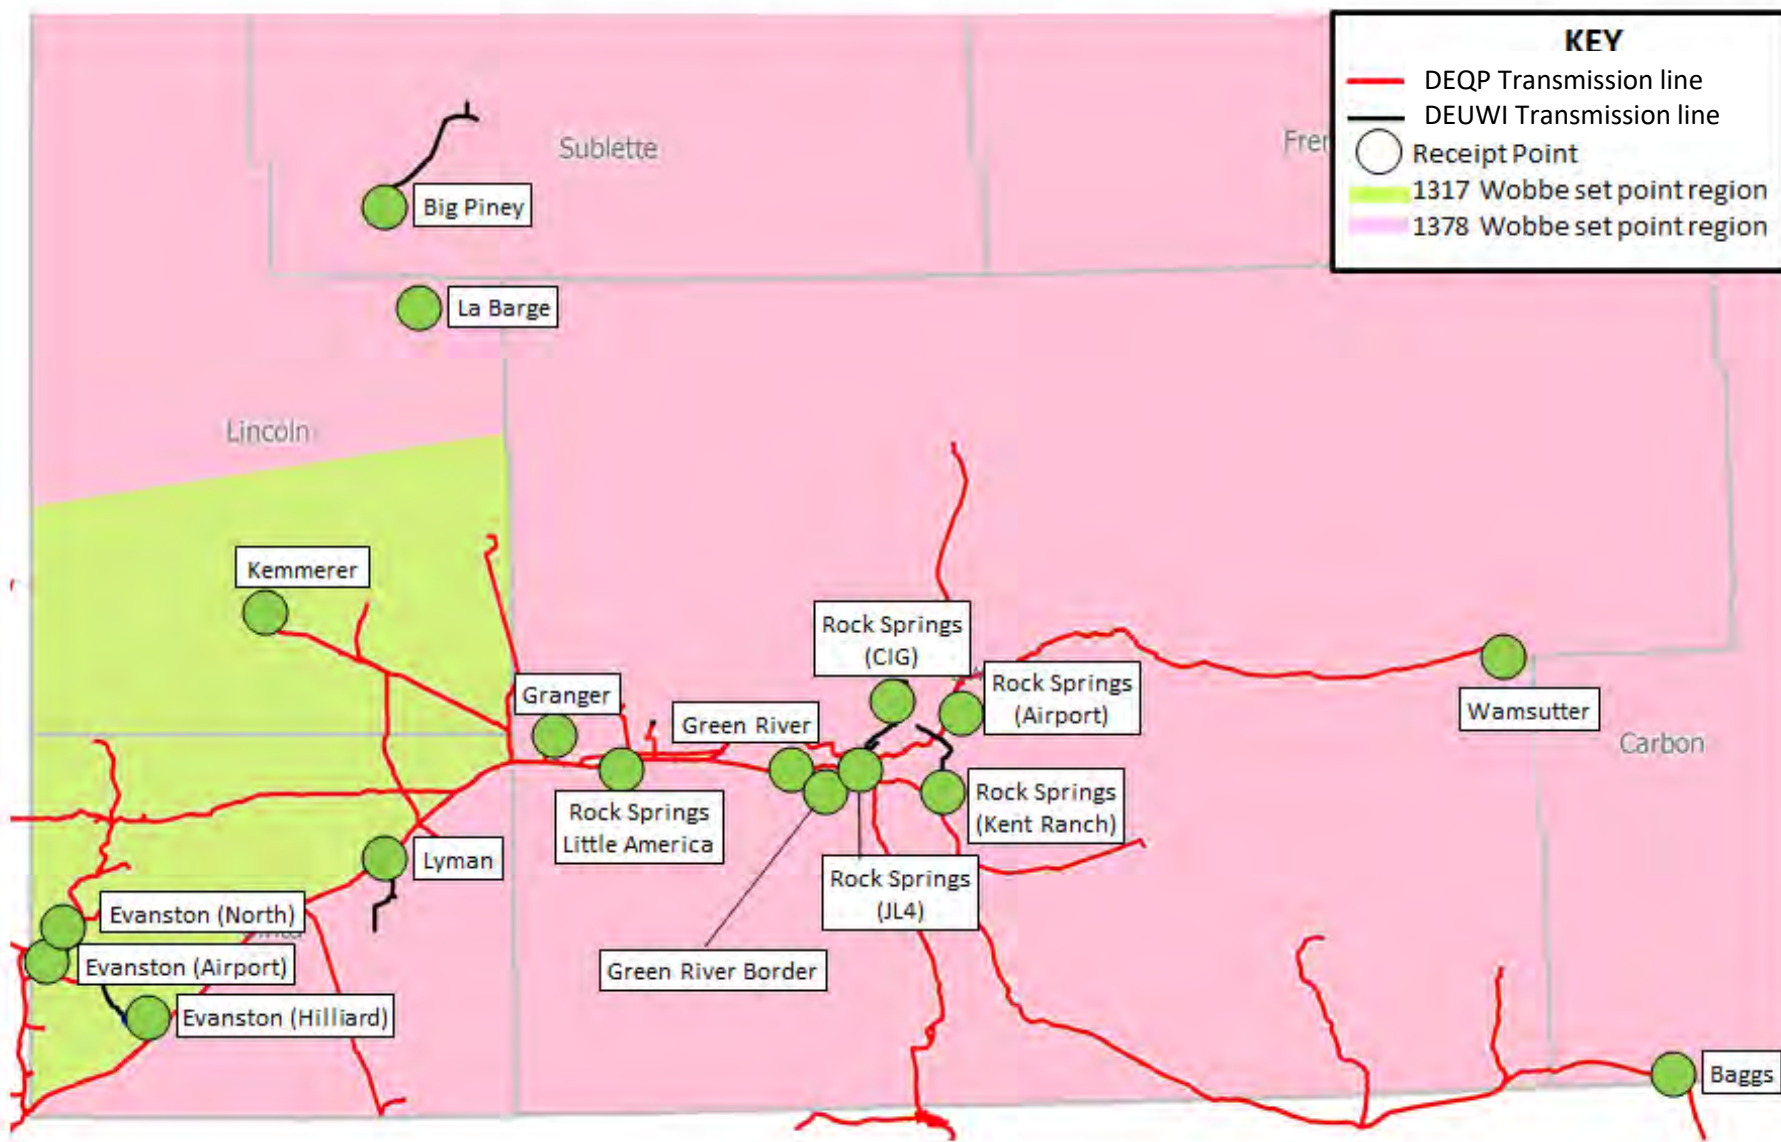 KEY
DEQP Transmission line
DEUWI Transmission line
Receipt Point
1317 Wobbe set point region
1378 Wobbe set point region
Sublette
Big Piney
La Barge
Lincoln
Kemmerer
Rock Springs
(CIG)
Granger
Green River
Rock Springs
(Airport)
Wamsutter
Carbon
Rock Springs
Little America
Rock Springs
(Kent Ranch)
Lyman
Rock Springs
(JL4)
Evanston (North)
Evanston (Airport)
Green River Border
Evanston (Hilliard)
Baggs